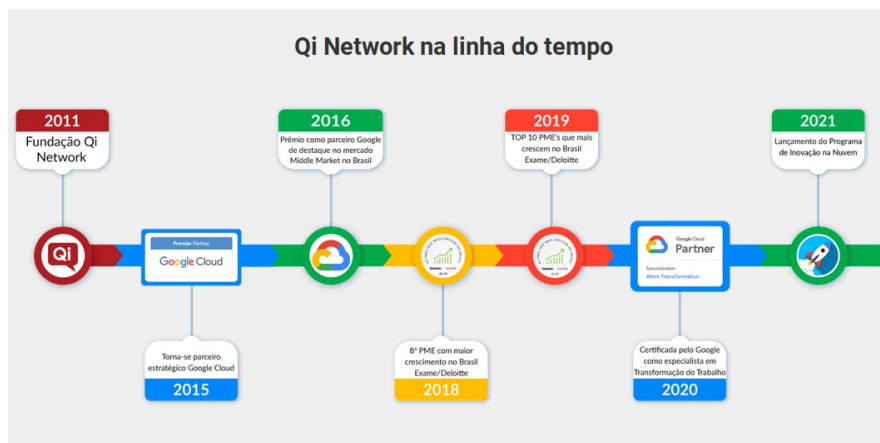 Qi Network na linha do tempo
2011
Fundação Qi
Network
2016
Prêmio como parceiro Google
de destaque no mercado
Middle Market no Brasil
2019
TOP 10 PME's que mais
crescem no Brasil
Exame/Deloitte
2021
Lançamento do Programa
de Inovação na Nuvem
Qi
Premier Partner
Google Cloud
Google Cloud
Partner
Specialization
Work Transformation
Torna-se parceiro
estratégico Google Cloud
2015
8ª PME com maior
crescimento no Brasil
Exame/Deloitte
2018
Certificada pelo Google
como especialista em
Transformação do Trabalho
2020